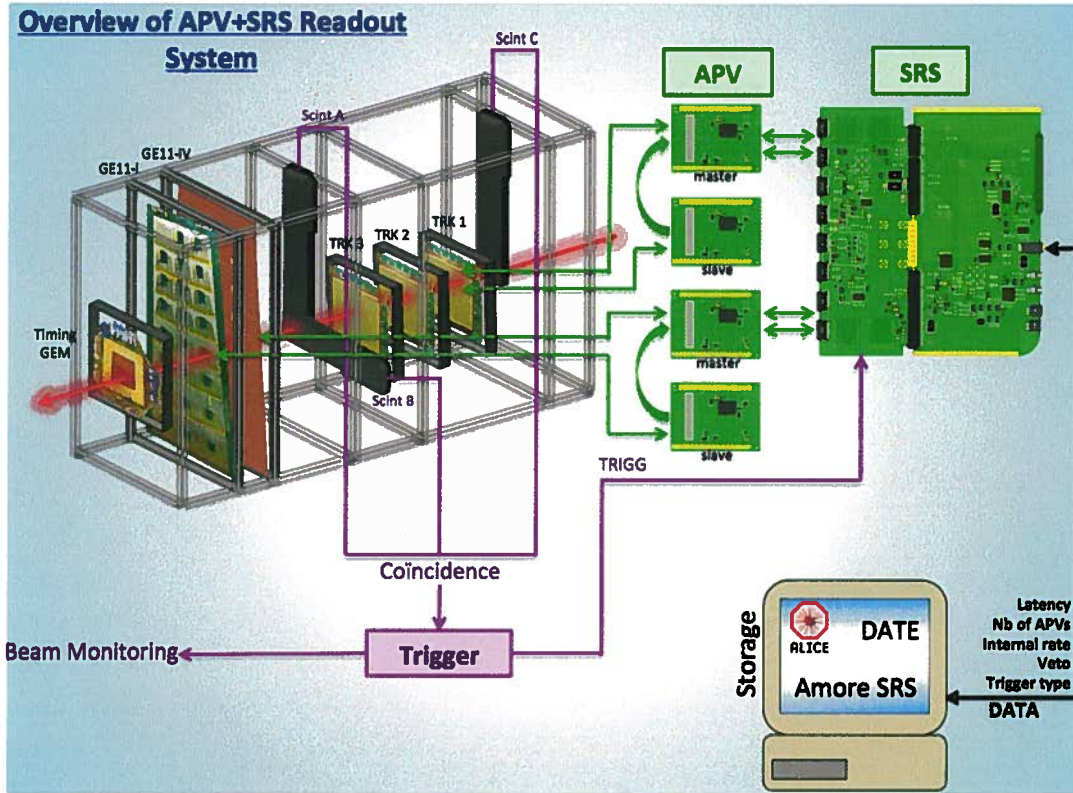 Overview of APV+SRS Readout
System
Scint C
APV
SRS
Scint A
GE11-IV
GE11-I
master
TRK 1
TRK 2
TRK 3
slave
Timing
GEM
master
Scint B
slave
TRIGG
Coïncidence
Trigger
Beam Monitoring
Storage
ALICE
DATE
Amore SRS
Latency
Nb of APVs
Internal rate
Veto
Trigger type
DATA